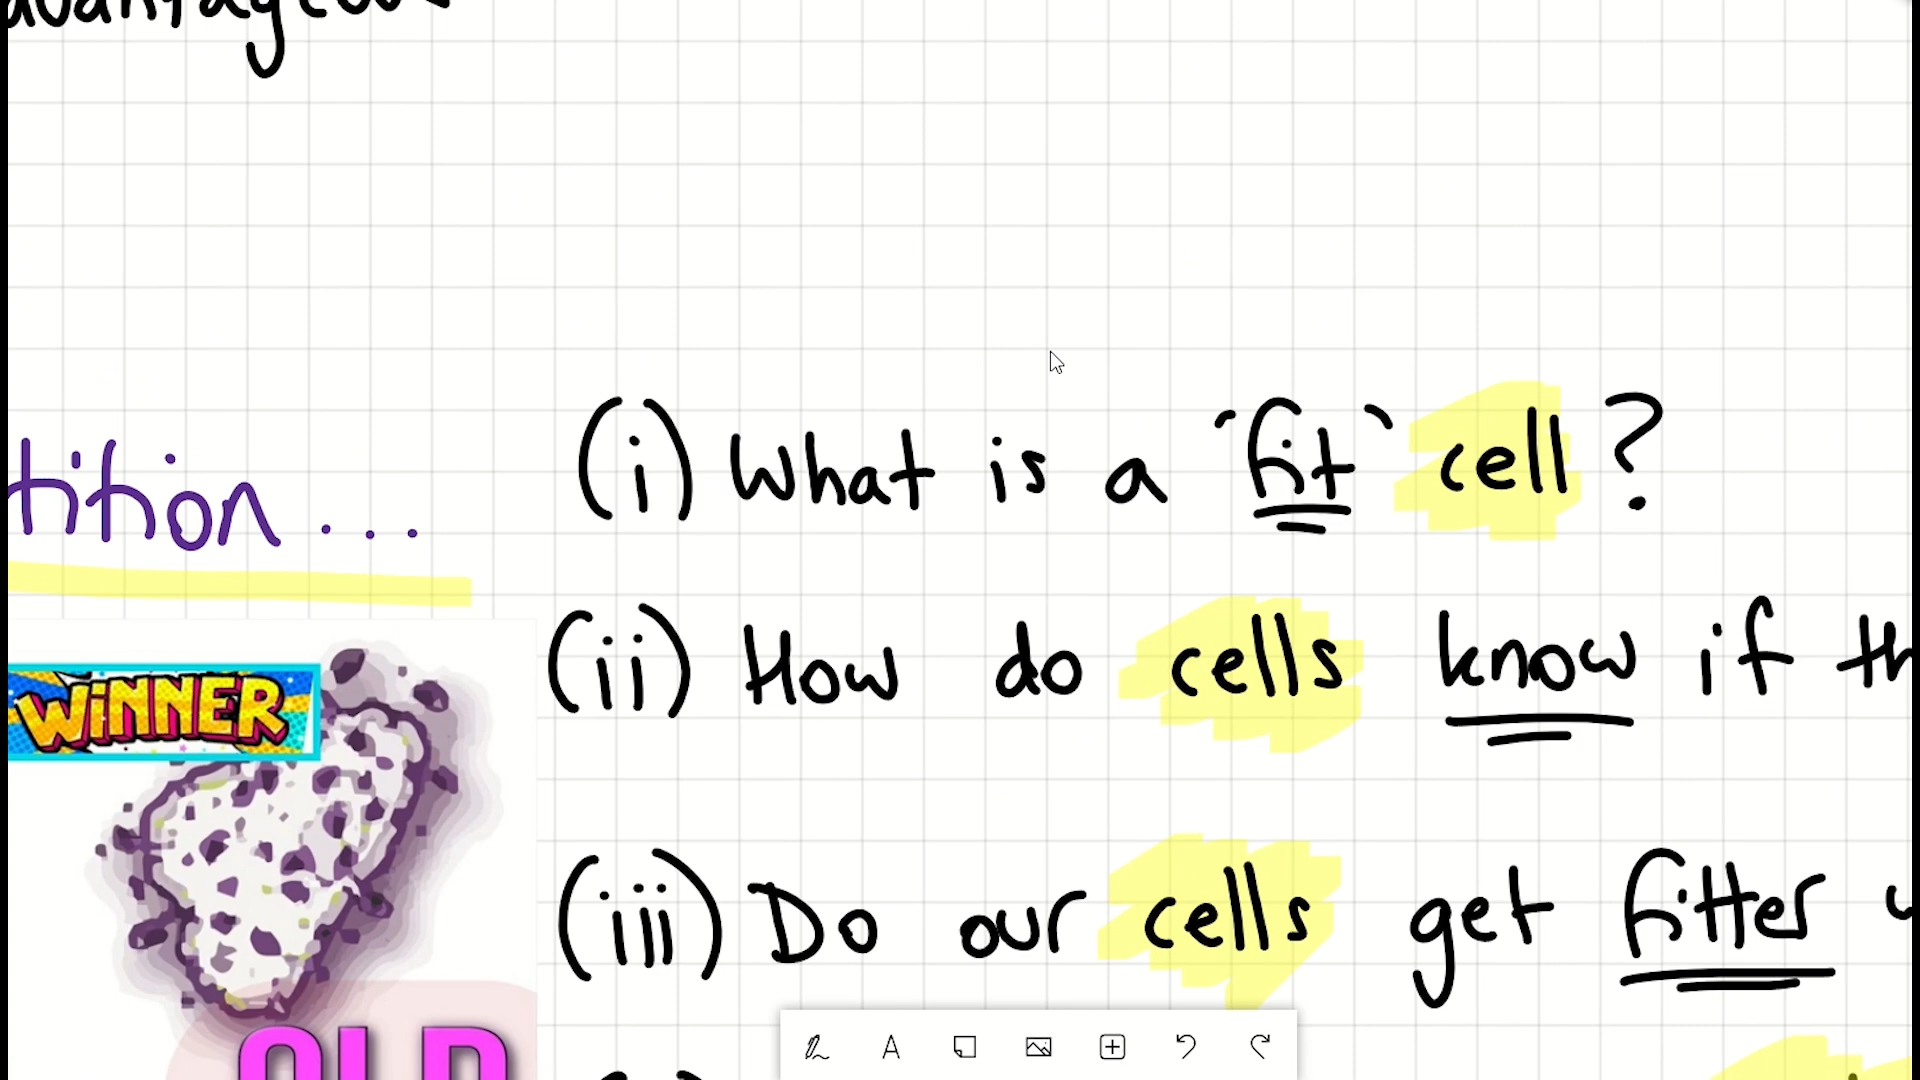 (i) What is a 'fit' cell?
tition...
(ii) How do cells know if th
WINNER
(iii) Do our cells get fitter
OLD